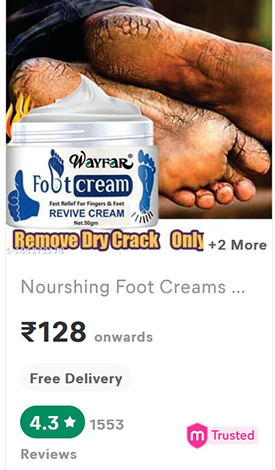 WAYFAR
Foot cream
Fast Relief For Fingers & Feet
REVIVE CREAM
Net.50gm
Remove Dry Crack Only
+2 More
Nourshing Foot Creams ...
₹128 onwards
Free Delivery
4.3 ★ 1553
Reviews
m Trusted